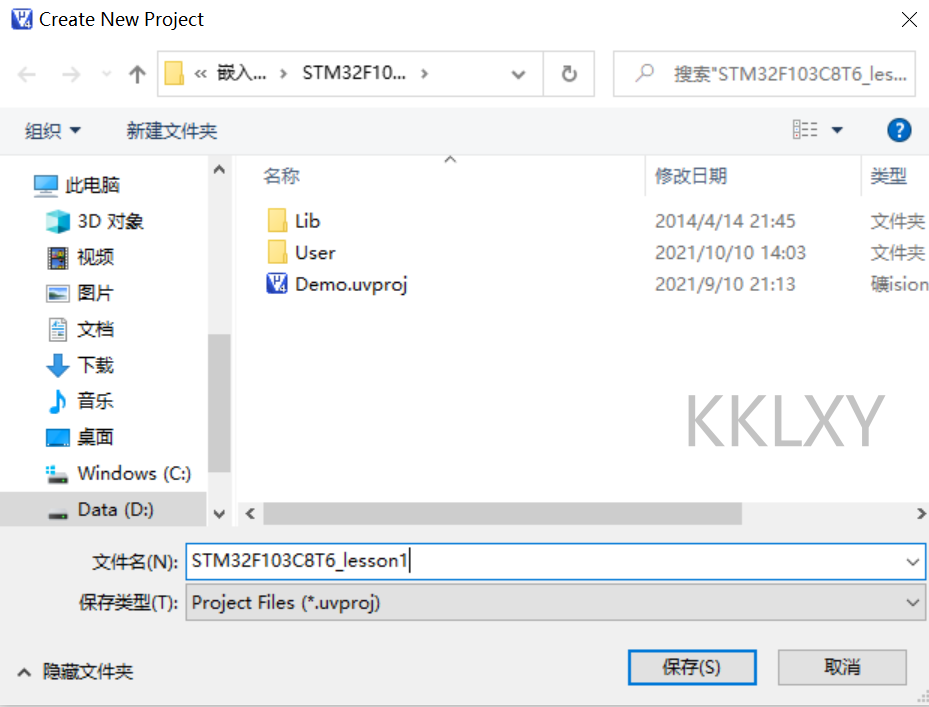 Create New Project
« 嵌入... › STM32F10... ›
搜索"STM32F103C8T6_les...
组织 新建文件夹
名称 修改日期 类型
此电脑
3D 对象
视频
图片
文档
下载
音乐
桌面
Windows (C:)
Data (D:)
Lib 2014/4/14 21:45 文件夹
User 2021/10/10 14:03 文件夹
Demo.uvproj 2021/9/10 21:13 礦ision
KKLXY
文件名(N): STM32F103C8T6_lesson1
保存类型(T): Project Files (*.uvproj)
隐藏文件夹 保存(S) 取消